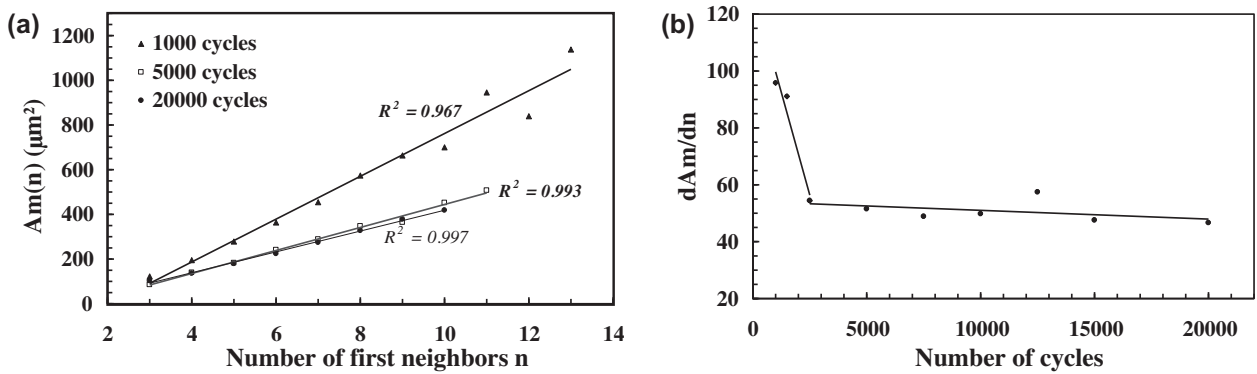 (a)
1200
1000
800
600
400
200
0
Am(n) (µm²)
1000 cycles
5000 cycles
20000 cycles
R² = 0.967
R² = 0.993
R² = 0.997
2 4 6 8 10 12 14
Number of first neighbors n
(b)
120
100
80
60
40
20
dAm/dn
0 5000 10000 15000 20000
Number of cycles